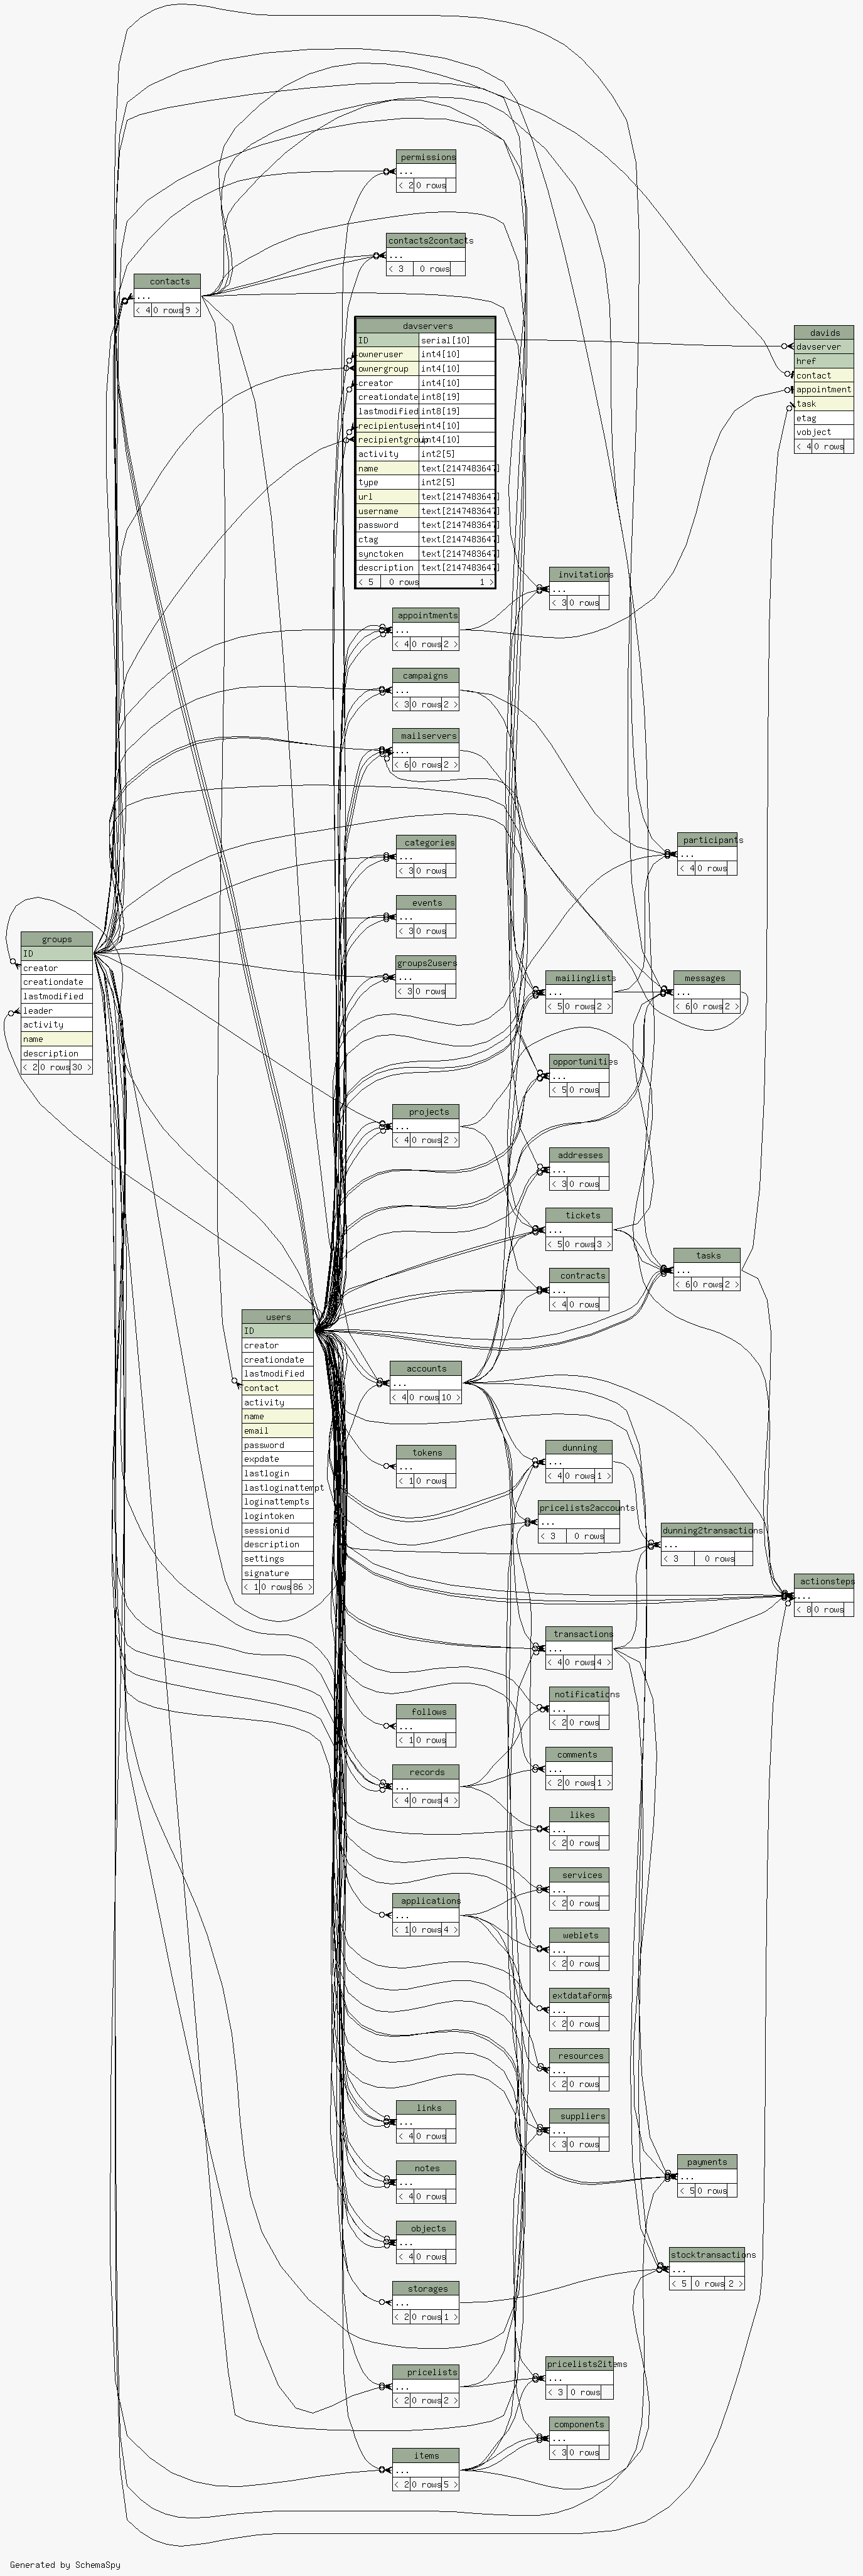 permissions
...
< 2 0 rows
contacts2contacts
...
< 3 0 rows
contacts
...
< 4 0 rows 9 >
davservers
ID serial[10]
owneruser int4[10]
ownergroup int4[10]
creator int4[10]
creationdate int8[19]
lastmodified int8[19]
recipientuser int4[10]
recipientgroup int4[10]
activity int2[5]
name text[2147483647]
type int2[5]
url text[2147483647]
username text[2147483647]
password text[2147483647]
ctag text[2147483647]
synctoken text[2147483647]
description text[2147483647]
< 5 0 rows 1 >
davids
davserver
href
contact
appointment
task
etag
vobject
< 4 0 rows
invitations
...
< 3 0 rows
appointments
...
< 4 0 rows 2 >
campaigns
...
< 3 0 rows 2 >
mailservers
...
< 6 0 rows 2 >
categories
...
< 3 0 rows
participants
...
< 4 0 rows
events
...
< 3 0 rows
groups
ID
creator
creationdate
lastmodified
leader
activity
name
description
< 2 0 rows 30 >
groups2users
...
< 3 0 rows
mailinglists
...
< 5 0 rows 2 >
messages
...
< 6 0 rows 2 >
opportunities
...
< 5 0 rows
projects
...
< 4 0 rows 2 >
addresses
...
< 3 0 rows
tickets
...
< 5 0 rows 3 >
tasks
...
< 6 0 rows 2 >
contracts
...
< 4 0 rows
users
ID
creator
creationdate
lastmodified
contact
activity
name
email
password
expdate
lastlogin
lastloginattempt
loginattempts
logintoken
sessionid
description
settings
signature
< 1 0 rows 86 >
accounts
...
< 4 0 rows 10 >
tokens
...
< 1 0 rows
dunning
...
< 4 0 rows 1 >
pricelists2accounts
...
< 3 0 rows
dunning2transactions
...
< 3 0 rows
actionsteps
...
< 8 0 rows
transactions
...
< 4 0 rows 4 >
notifications
...
< 2 0 rows
follows
...
< 1 0 rows
comments
...
< 2 0 rows 1 >
records
...
< 4 0 rows 4 >
likes
...
< 2 0 rows
services
...
< 2 0 rows
applications
...
< 1 0 rows 4 >
weblets
...
< 2 0 rows
extdataforms
...
< 2 0 rows
resources
...
< 2 0 rows
links
...
< 4 0 rows
suppliers
...
< 3 0 rows
notes
...
< 4 0 rows
payments
...
< 5 0 rows
objects
...
< 4 0 rows
stocktransactions
...
< 5 0 rows 2 >
storages
...
< 2 0 rows 1 >
pricelists
...
< 2 0 rows 2 >
pricelists2items
...
< 3 0 rows
components
...
< 3 0 rows
items
...
< 2 0 rows 5 >
Generated by SchemaSpy